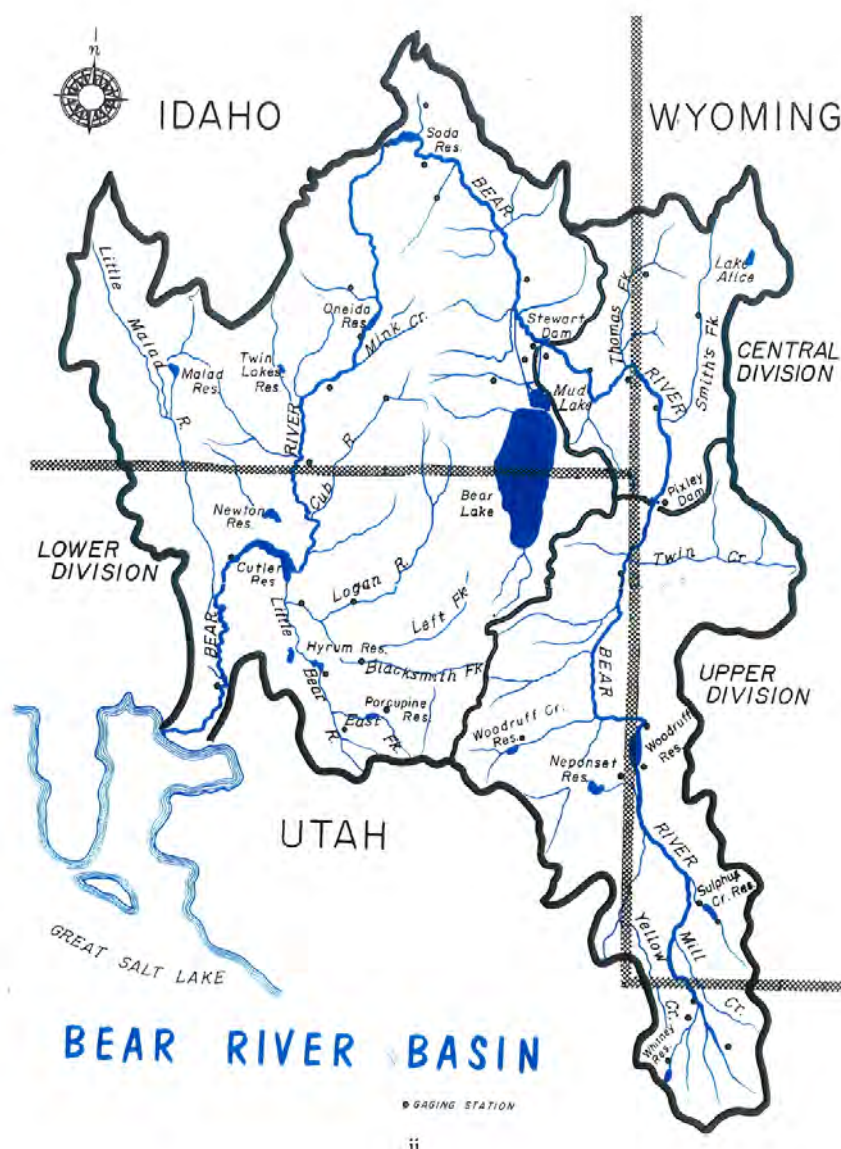 n
IDAHO
WYOMING
Soda
Res.
BEAR
Little
Malad
R.
Malad
Res.
Twin
Lakes
Res.
Oneida
Res.
Mink Cr.
Stewart
Dam
Thomas Fk.
Smith's Fk.
Lake
Alice
CENTRAL
DIVISION
RIVER
Mud
Lake
RIVER
Cub R.
Bear
Lake
Pixley
Dam
Newton
Res.
LOWER
DIVISION
Cutler
Res
Twin Cr.
Logan R.
Left Fk.
Little
Bear
R.
BEAR
Hyrum Res.
Blacksmith Fk.
BEAR
UPPER
DIVISION
Porcupine
Res.
East Fk.
Woodruff Cr.
Res.
Woodruff
Res.
Neponset
Res.
UTAH
RIVER
Sulphur
Cr. Res.
Yellow
Cr.
Mill
Cr.
GREAT SALT LAKE
Whitney
Res.
BEAR RIVER BASIN
GAGING STATION
ii